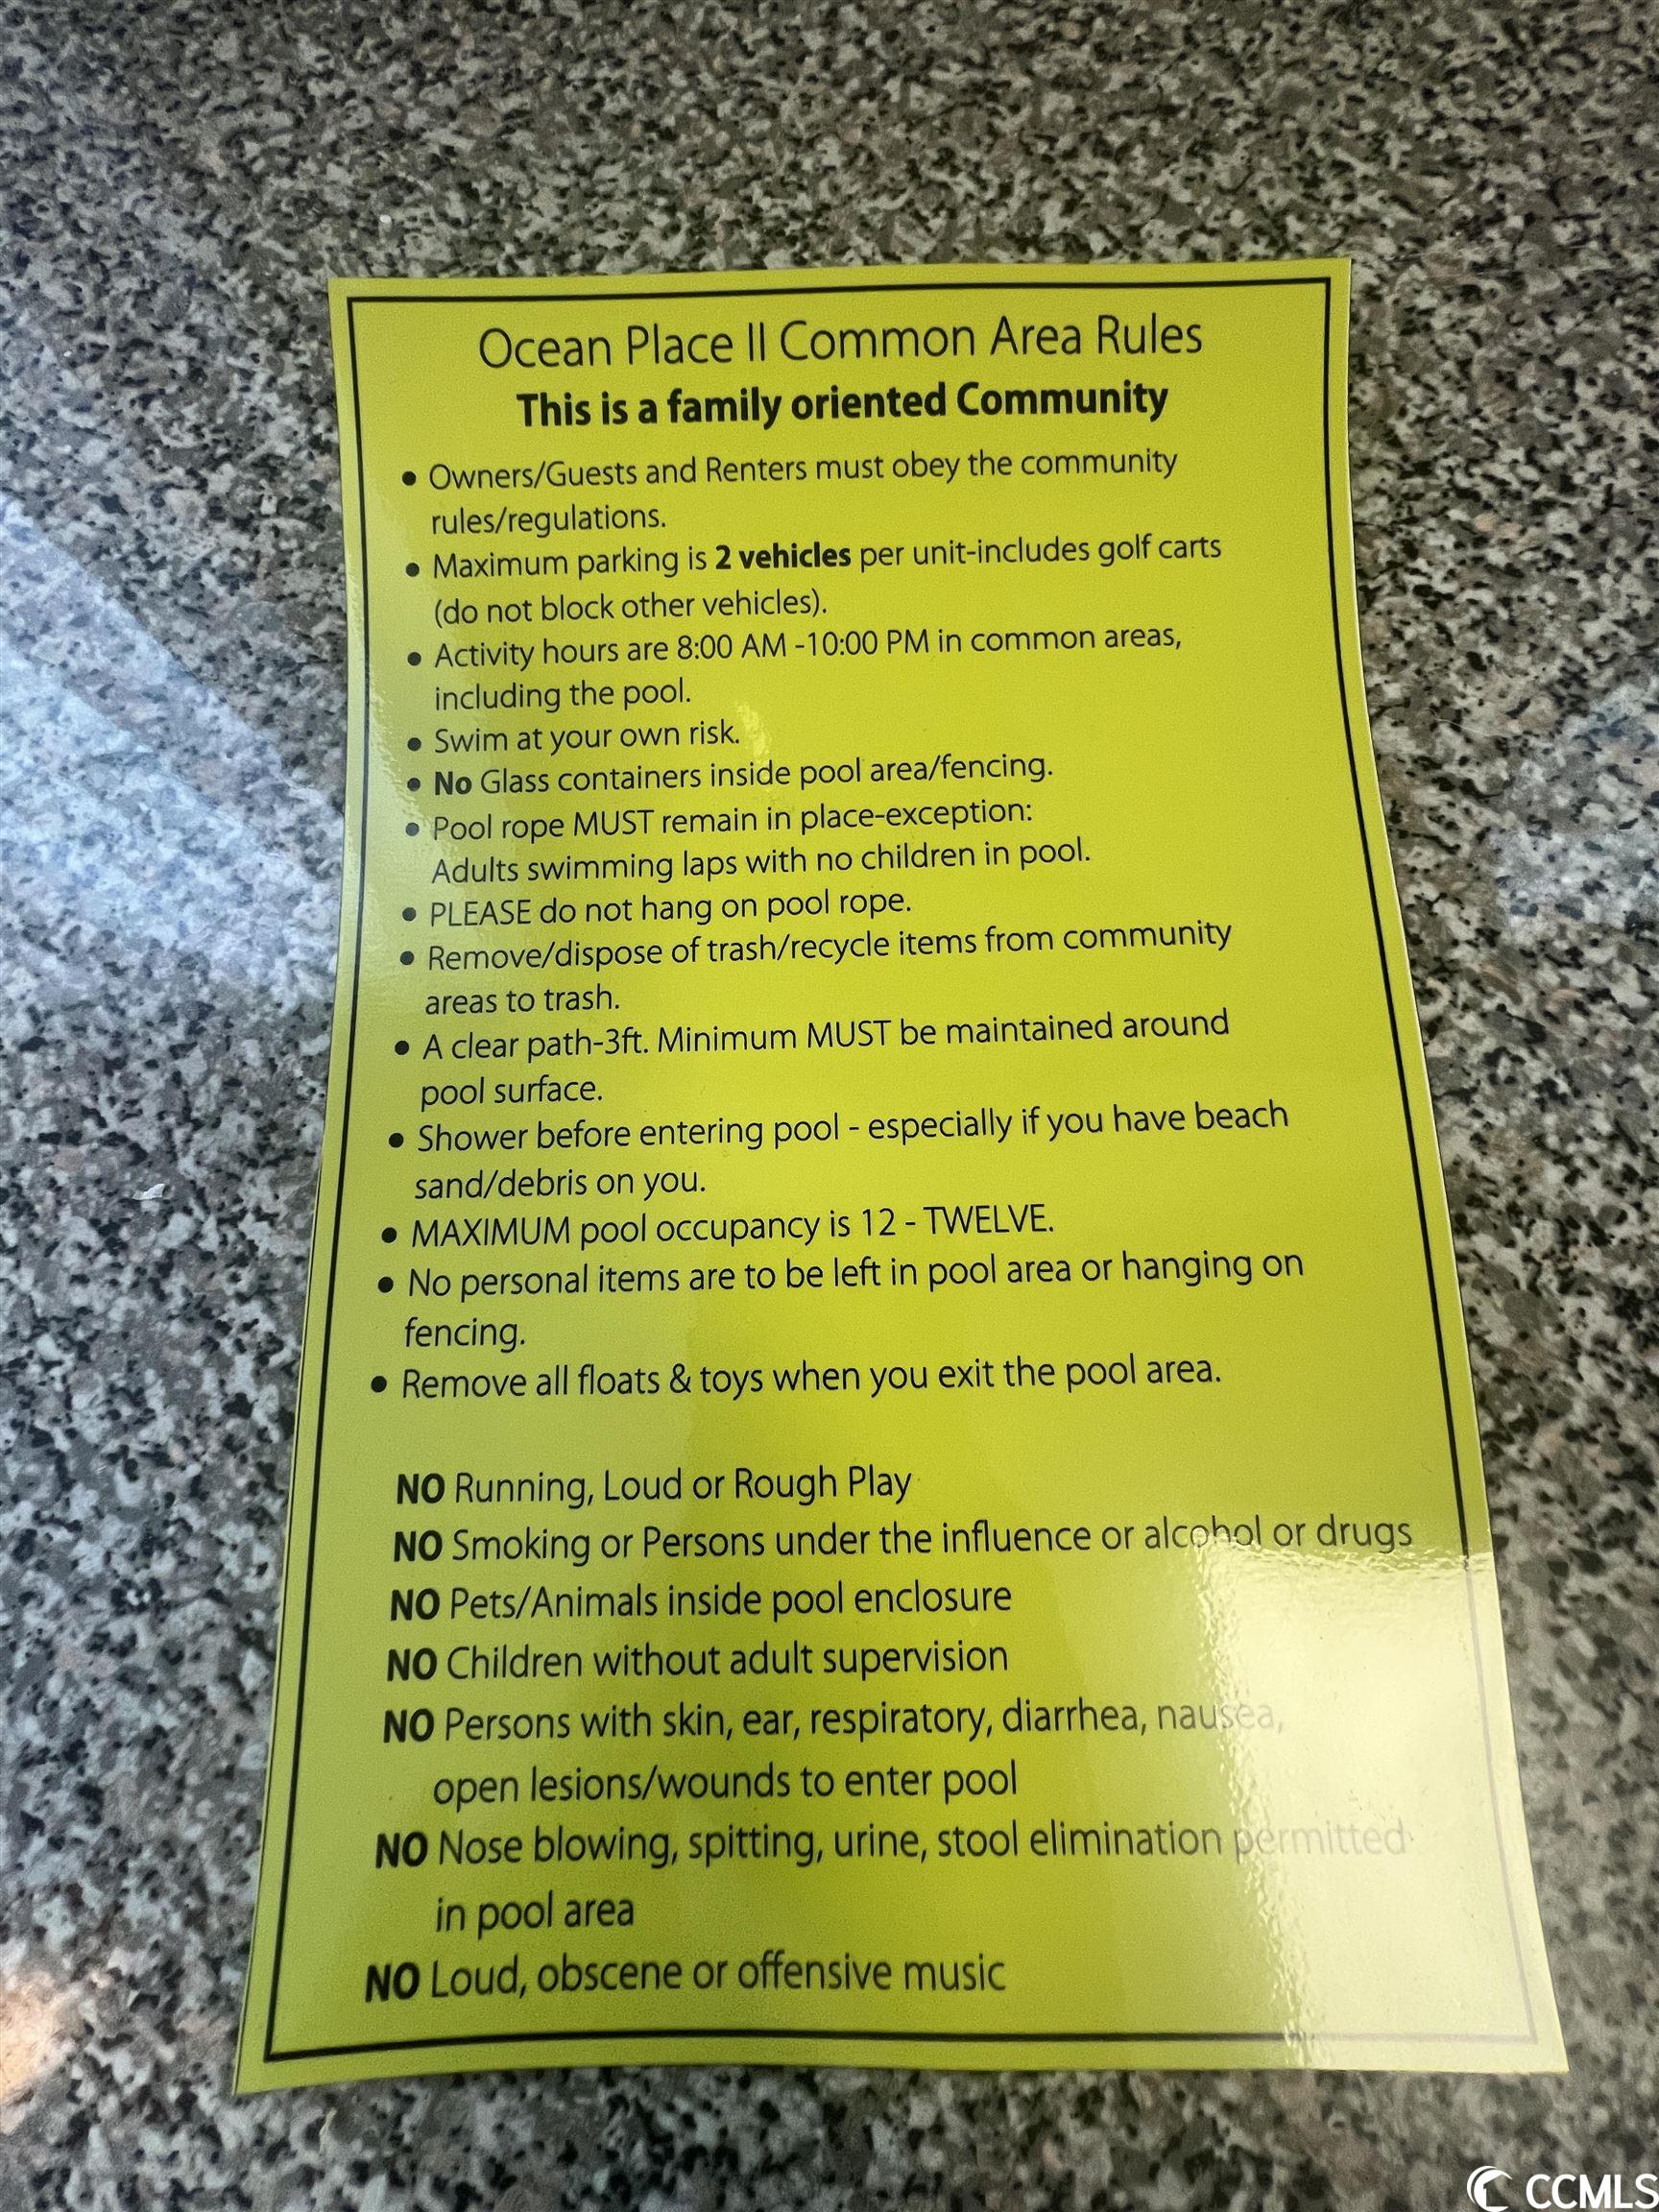 Ocean Place II Common Area Rules
This is a family oriented Community
• Owners/Guests and Renters must obey the community
rules/regulations.
• Maximum parking is 2 vehicles per unit-includes golf carts
(do not block other vehicles).
• Activity hours are 8:00 AM -10:00 PM in common areas,
including the pool.
• Swim at your own risk.
• No Glass containers inside pool area/fencing.
• Pool rope MUST remain in place-exception:
Adults swimming laps with no children in pool.
• PLEASE do not hang on pool rope.
• Remove/dispose of trash/recycle items from community
areas to trash.
• A clear path-3ft. Minimum MUST be maintained around
pool surface.
• Shower before entering pool - especially if you have beach
sand/debris on you.
• MAXIMUM pool occupancy is 12 - TWELVE.
• No personal items are to be left in pool area or hanging on
fencing.
• Remove all floats & toys when you exit the pool area.
NO Running, Loud or Rough Play
NO Smoking or Persons under the influence or alcohol or drugs
NO Pets/Animals inside pool enclosure
NO Children without adult supervision
NO Persons with skin, ear, respiratory, diarrhea, nausea,
open lesions/wounds to enter pool
NO Nose blowing, spitting, urine, stool elimination permitted
in pool area
NO Loud, obscene or offensive music
CCMLS